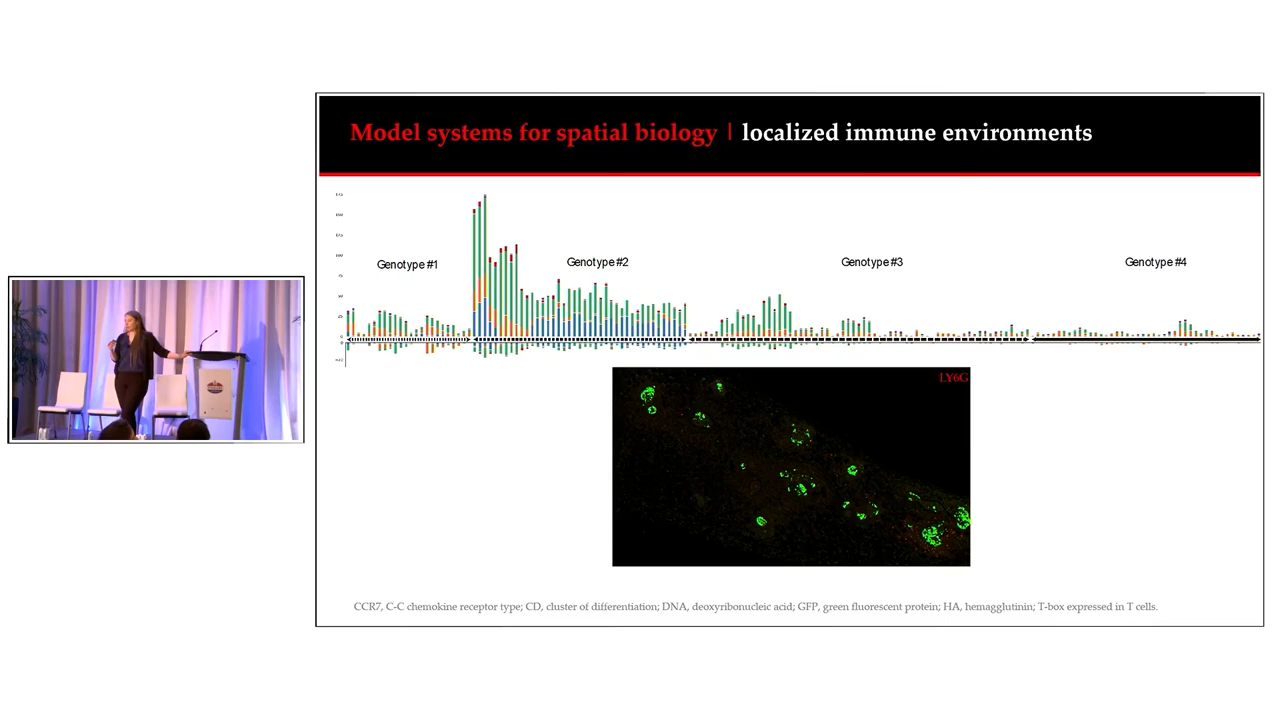 Model systems for spatial biology | localized immune environments
Genotype #1
Genotype #2
Genotype #3
Genotype #4
LY6G
CCR7, C-C chemokine receptor type; CD, cluster of differentiation; DNA, deoxyribonucleic acid; GFP, green fluorescent protein; HA, hemagglutinin; T-box expressed in T cells.